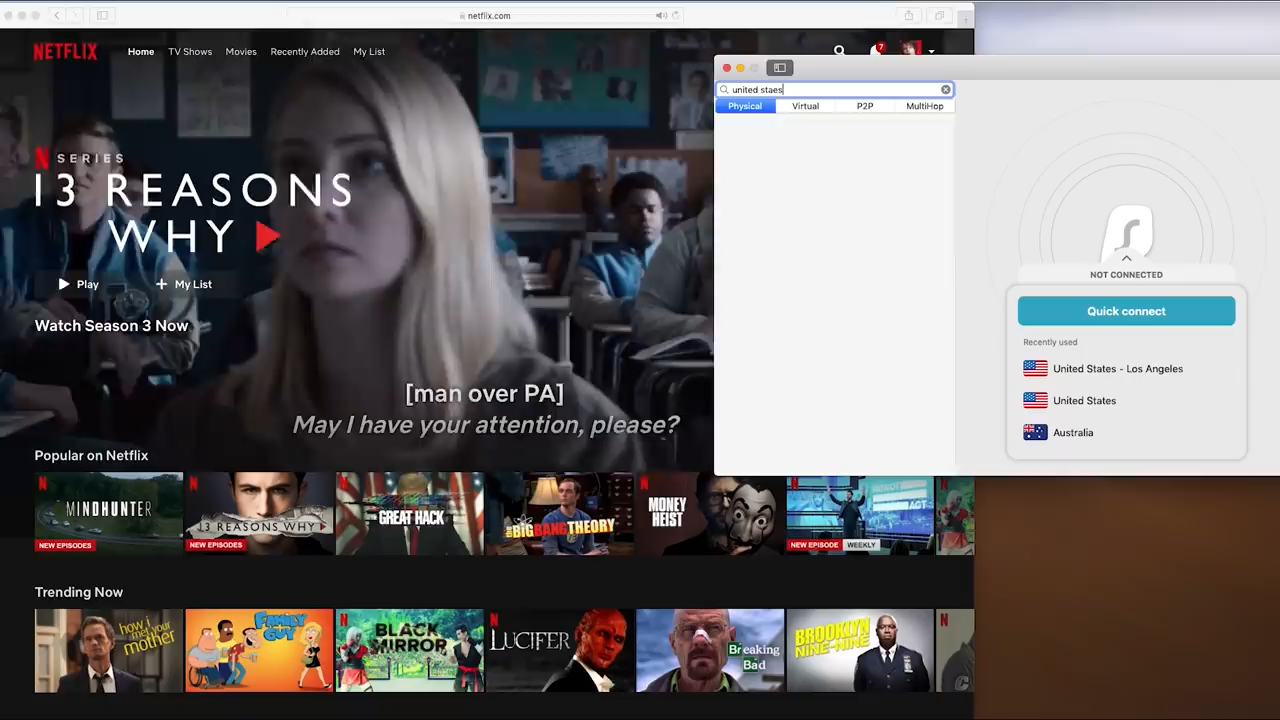 netflix.com
NETFLIX
Home
TV Shows
Movies
Recently Added
My List
7
united staes
Physical
Virtual
P2P
MultiHop
N SERIES
13 REASONS
WHY
Play
My List
Watch Season 3 Now
[man over PA]
May I have your attention, please?
NOT CONNECTED
Quick connect
Recently used
United States - Los Angeles
United States
Australia
Popular on Netflix
MINDHUNTER
NEW EPISODES
13 REASONS WHY
NEW EPISODES
GREAT HACK
BIG BANG THEORY
MONEY
HEIST
NEW EPISODE
WEEKLY
Trending Now
how i
met your
mother
FAMILY
GUY
BLACK
MIRROR
LUCIFER
Breaking
Bad
BROOKLYN
NINE-NINE